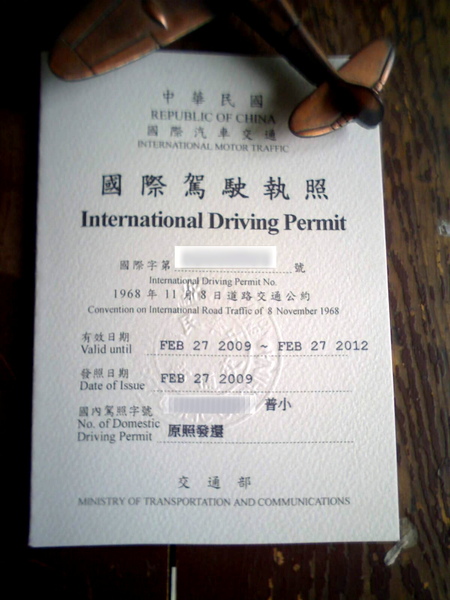 中華民國
REPUBLIC OF CHINA
國際汽車交通
INTERNATIONAL MOTOR TRAFFIC
國際駕駛執照
International Driving Permit
國際字第 號
International Driving Permit No.
1968 年 11 月 8 日道路交通公約
Convention on International Road Traffic of 8 November 1968
有效日期
Valid until FEB 27 2009 ~ FEB 27 2012
發照日期
Date of Issue FEB 27 2009
國內駕照字號 普小
No. of Domestic
Driving Permit 原照發還
交通部
MINISTRY OF TRANSPORTATION AND COMMUNICATIONS